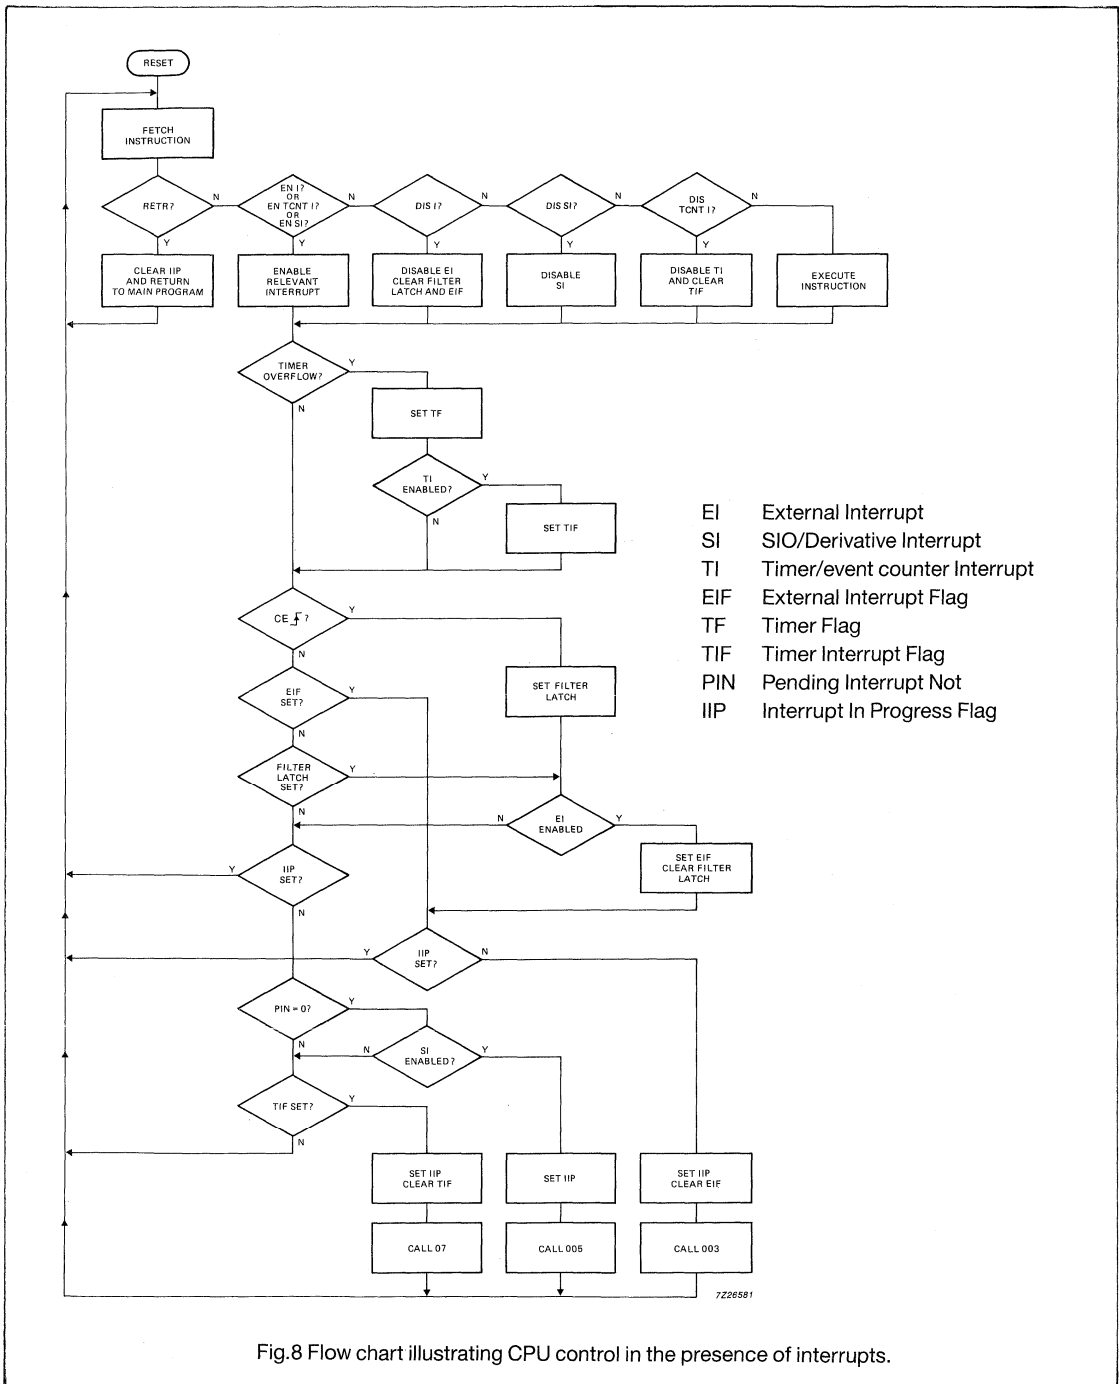 RESET
FETCH
INSTRUCTION
RETR?
N
Y
EN I?
OR
EN TCNT I?
OR
EN SI?
N
Y
DIS I?
N
Y
DIS SI?
N
Y
DIS
TCNT I?
N
Y
CLEAR IIP
AND RETURN
TO MAIN PROGRAM
ENABLE
RELEVANT
INTERRUPT
DISABLE EI
CLEAR FILTER
LATCH AND EIF
DISABLE
SI
DISABLE TI
AND CLEAR
TIF
EXECUTE
INSTRUCTION
TIMER
OVERFLOW?
Y
N
SET TF
TI
ENABLED?
Y
N
SET TIF
EI External Interrupt
SI SIO/Derivative Interrupt
TI Timer/event counter Interrupt
EIF External Interrupt Flag
TF Timer Flag
TIF Timer Interrupt Flag
PIN Pending Interrupt Not
IIP Interrupt In Progress Flag
CE ?
Y
N
SET FILTER
LATCH
EIF
SET?
Y
N
FILTER
LATCH
SET?
Y
N
EI
ENABLED
N
Y
SET EIF
CLEAR FILTER
LATCH
IIP
SET?
Y
N
IIP
SET?
Y
N
PIN = 0?
Y
N
SI
ENABLED?
N
Y
TIF SET?
Y
N
SET IIP
CLEAR TIF
SET IIP
SET IIP
CLEAR EIF
CALL 07
CALL 005
CALL 003
7Z26581
Fig.8 Flow chart illustrating CPU control in the presence of interrupts.